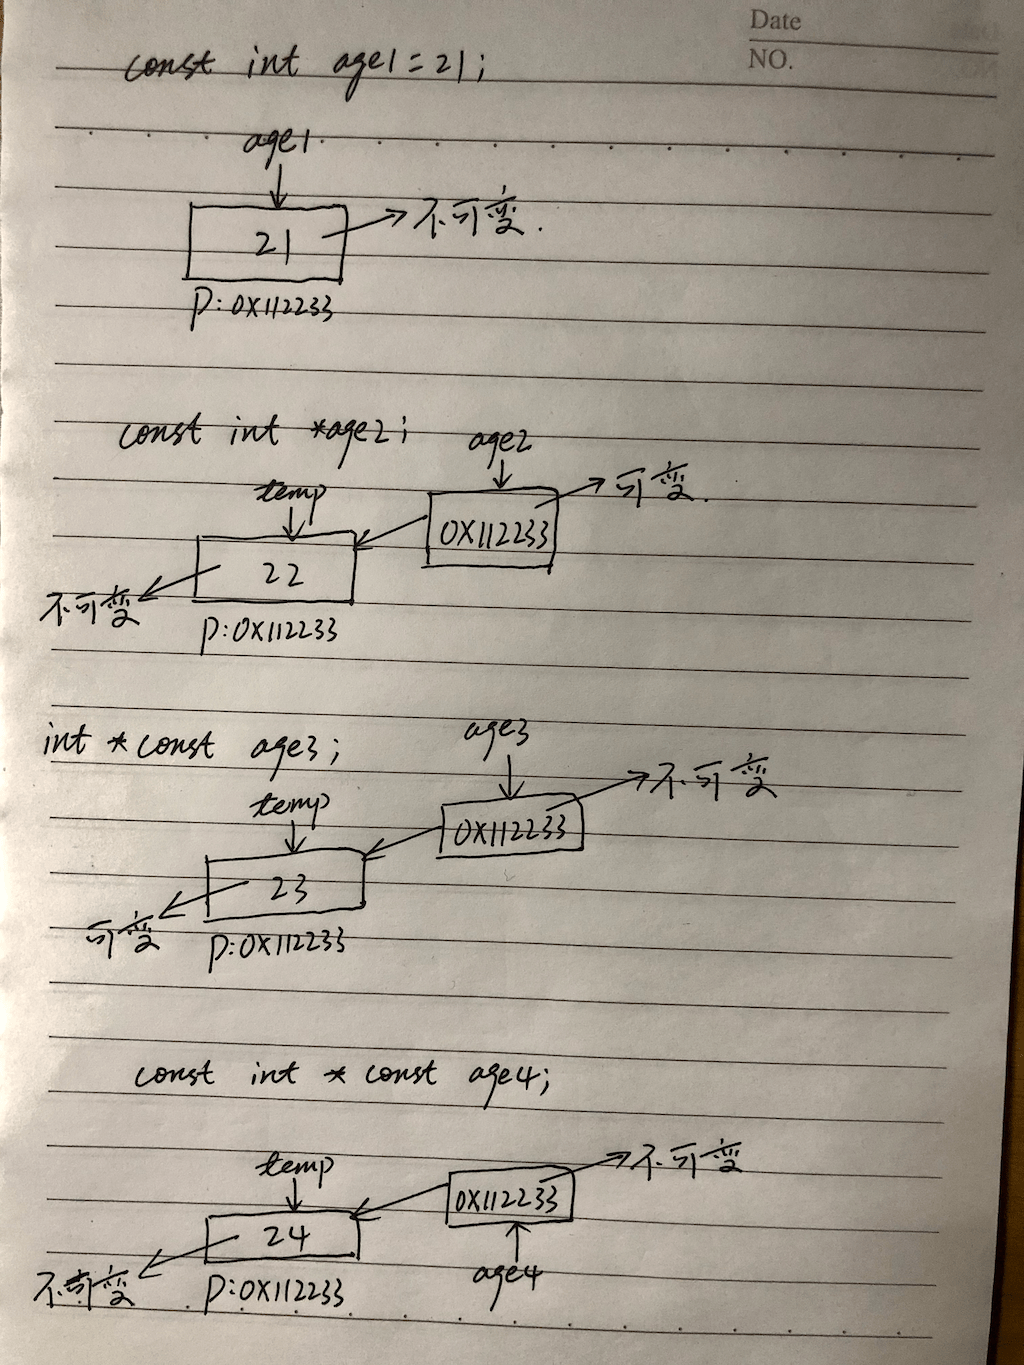 Date
NO.
const int age1=21;
age1
21
不可变.
p:0X112233
const int *age2;
age2
可变.
temp
0X112233
22
不可变
p:0X112233
int *const age3;
age3
不可变
temp
0X112233
23
可变
p:0X112233
const int * const age4;
不可变
temp
0X112233
24
age4
不可变
p:0X112233